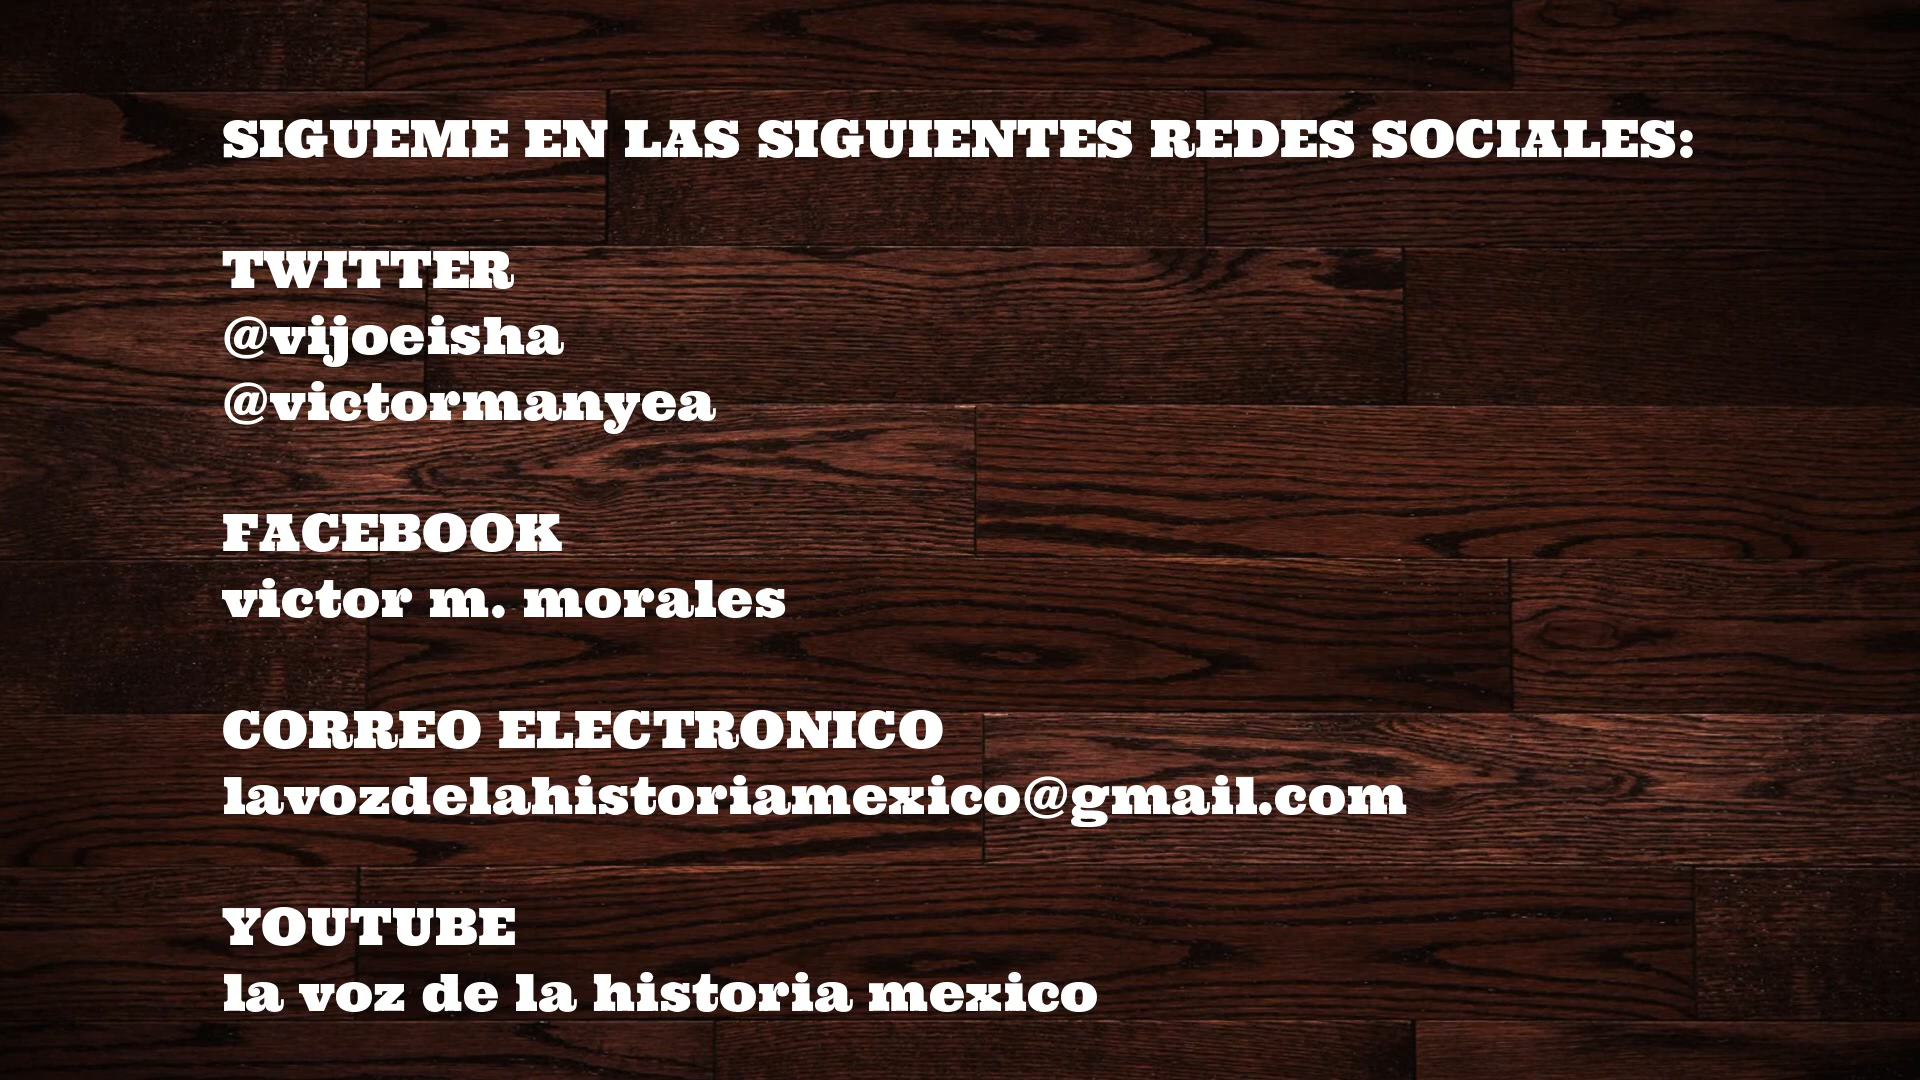 SIGUEME EN LAS SIGUIENTES REDES SOCIALES:
TWITTER
@vijoeisha
@victormanyea
FACEBOOK
victor m. morales
CORREO ELECTRONICO
lavozdelahistoriamexico@gmail.com
YOUTUBE
la voz de la historia mexico